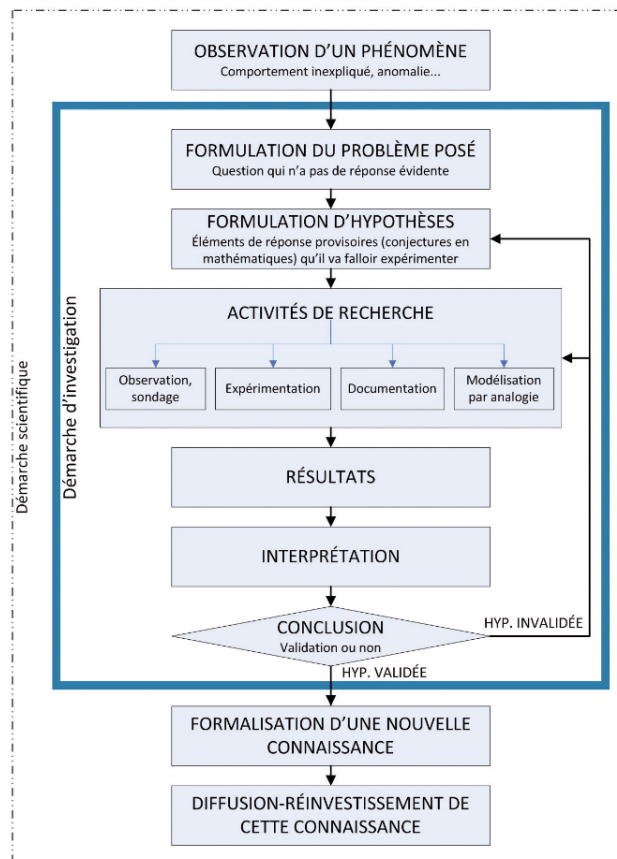 OBSERVATION D’UN PHÉNOMÈNE
Comportement inexpliqué, anomalie...
Démarche scientifique
Démarche d’investigation
FORMULATION DU PROBLÈME POSÉ
Question qui n’a pas de réponse évidente
FORMULATION D’HYPOTHÈSES
Éléments de réponse provisoires (conjectures en
mathématiques) qu’il va falloir expérimenter
ACTIVITÉS DE RECHERCHE
Observation,
sondage
Expérimentation
Documentation
Modélisation
par analogie
RÉSULTATS
INTERPRÉTATION
CONCLUSION
Validation ou non
HYP. INVALIDÉE
HYP. VALIDÉE
FORMALISATION D’UNE NOUVELLE
CONNAISSANCE
DIFFUSION-RÉINVESTISSEMENT DE
CETTE CONNAISSANCE